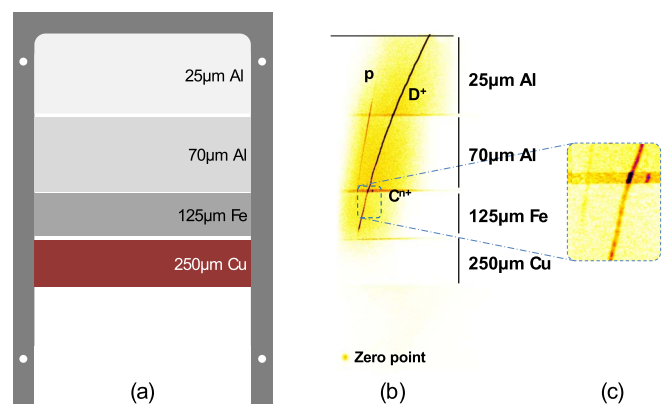 25µm Al
70µm Al
125µm Fe
250µm Cu
(a)
p
D⁺
Cⁿ⁺
25µm Al
70µm Al
125µm Fe
250µm Cu
Zero point
(b)
(c)